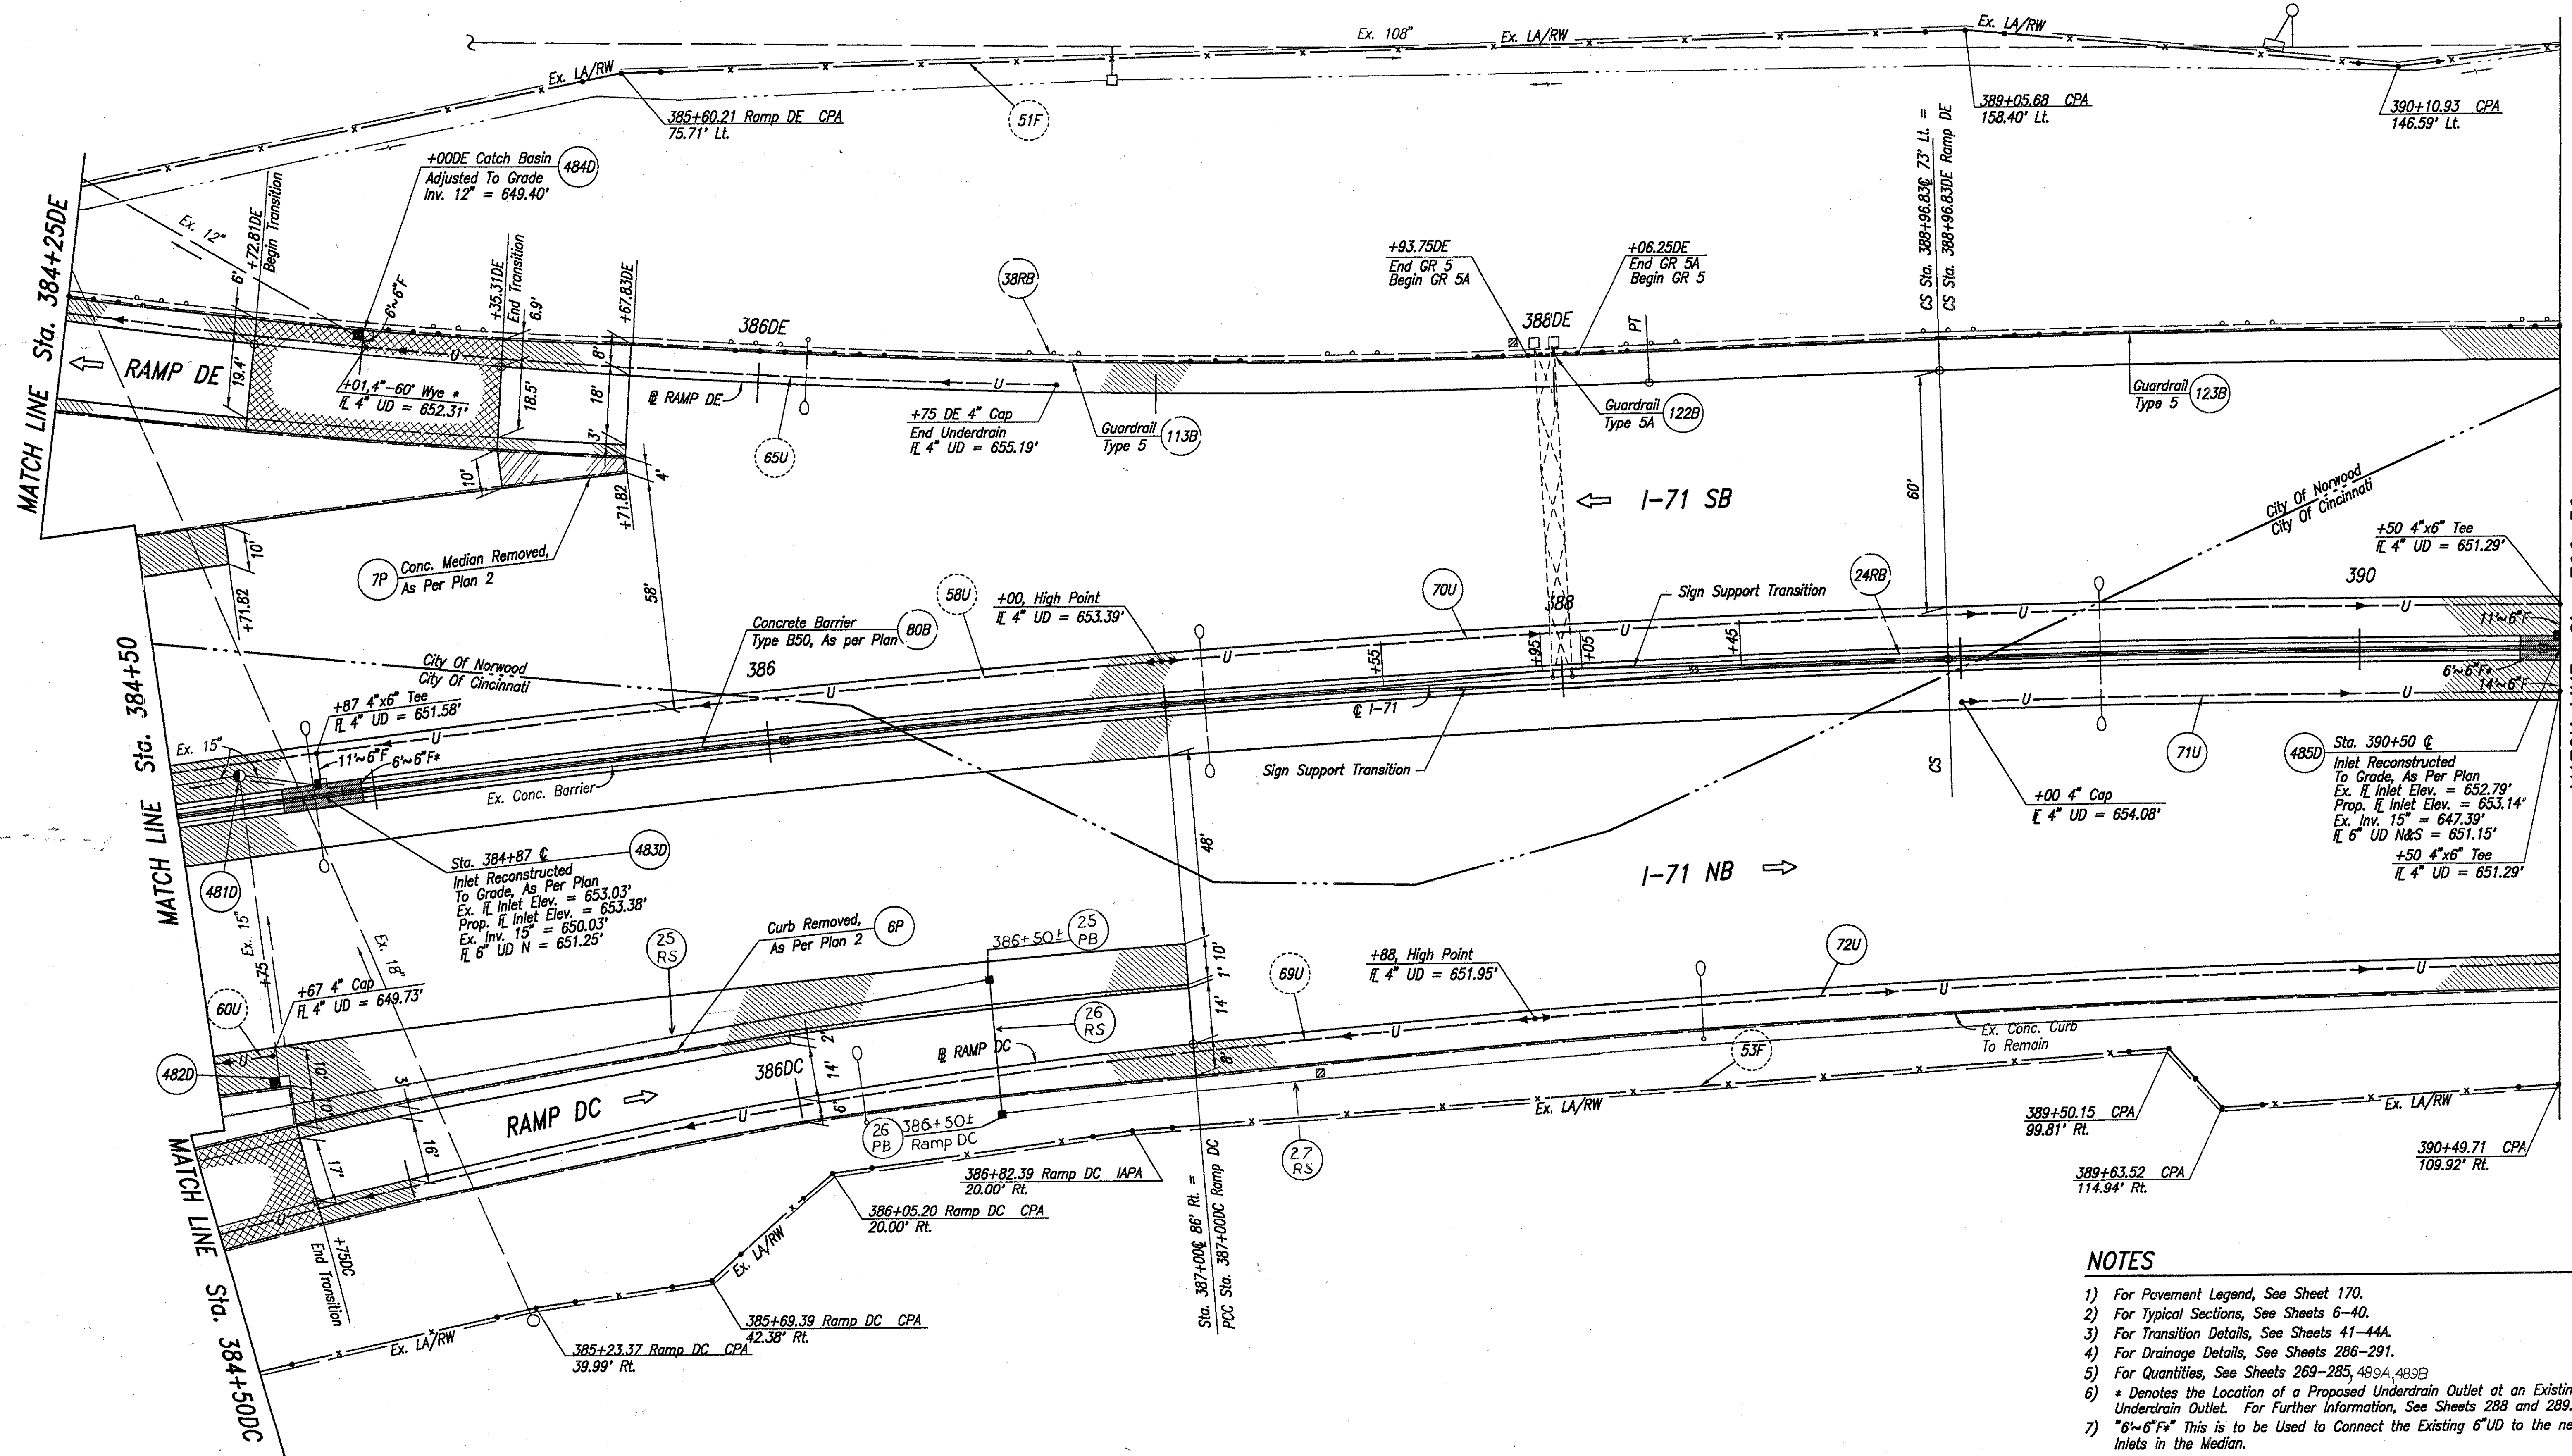 Ex. 108"
Ex. LA/RW
Ex. LA/RW
Ex. LA/RW
385+60.21 Ramp DE CPA
75.71' Lt.
51F
389+05.68 CPA
158.40' Lt.
390+10.93 CPA
146.59' Lt.
MATCH LINE Sta. 384+25DE
Ex. 12"
+72.81DE
Begin Transition
+00DE Catch Basin
Adjusted To Grade
Inv. 12" = 649.40'
484D
6'
6'~6"F
+35.31DE
End Transition
6.9'
+67.83DE
386DE
38RB
+93.75DE
End GR 5
Begin GR 5A
+06.25DE
End GR 5A
Begin GR 5
388DE
PT
CS Sta. 388+96.83℄ 73' Lt. =
CS Sta. 388+96.83DE Ramp DE
RAMP DE
19.4'
+01, 4"-60° Wye *
FL 4" UD = 652.31'
U
18.5'
8'
18'
3'
BL RAMP DE
65U
U
+75 DE 4" Cap
End Underdrain
FL 4" UD = 655.19'
Guardrail
Type 5
113B
Guardrail
Type 5A
122B
Guardrail
Type 5
123B
10'
4'
+71.82
58'
I-71 SB
60'
City Of Norwood
City Of Cincinnati
+50 4"x6" Tee
FL 4" UD = 651.29'
390
7P
Conc. Median Removed,
As Per Plan 2
10'
+71.82
MATCH LINE Sta. 384+50
City Of Norwood
City Of Cincinnati
Concrete Barrier
Type B50, As per Plan
80B
386
58U
+00, High Point
FL 4" UD = 653.39'
70U
Sign Support Transition
24RB
388
+55
+95
+05
+45
U
U
U
U
U
11'~6"F
6'~6"F*
14'~6"F
+87 4"x6" Tee
FL 4" UD = 651.58'
U
Ex. 15"
11'~6"F
6'~6"F*
Ex. Conc. Barrier
℄ I-71
Sign Support Transition
CS
U
U
71U
+00 4" Cap
FL 4" UD = 654.08'
485D
Sta. 390+50 ℄
Inlet Reconstructed
To Grade, As Per Plan
Ex. FL Inlet Elev. = 652.79'
Prop. FL Inlet Elev. = 653.14'
Ex. Inv. 15" = 647.39'
FL 6" UD N&S = 651.15'
+50 4"x6" Tee
FL 4" UD = 651.29'
481D
Sta. 384+87 ℄
Inlet Reconstructed
To Grade, As Per Plan
Ex. FL Inlet Elev. = 653.03'
Prop. FL Inlet Elev. = 653.38'
Ex. Inv. 15" = 650.03'
FL 6" UD N = 651.25'
483D
48'
I-71 NB
Ex. 15"
+75
Ex. 18"
25
RS
Curb Removed,
As Per Plan 2
6P
386+50±
25
PB
26
RS
10'
1'
14'
8'
69U
+88, High Point
FL 4" UD = 651.95'
72U
U
U
U
60U
+67 4" Cap
FL 4" UD = 649.73'
U
482D
10'
10'
3'
16'
17'
2'
14'
6'
386DC
BL RAMP DC
U
U
RAMP DC
26
PB
386+50±
Ramp DC
53F
Ex. Conc. Curb
To Remain
Ex. LA/RW
27
RS
386+82.39 Ramp DC IAPA
20.00' Rt.
386+05.20 Ramp DC CPA
20.00' Rt.
Sta. 387+00℄ 86' Rt. =
PCC Sta. 387+00DC Ramp DC
389+50.15 CPA
99.81' Rt.
Ex. LA/RW
389+63.52 CPA
114.94' Rt.
390+49.71 CPA
109.92' Rt.
MATCH LINE Sta. 384+50DC
+75DC
End Transition
Ex. LA/RW
385+69.39 Ramp DC CPA
42.38' Rt.
385+23.37 Ramp DC CPA
39.99' Rt.
Ex. LA/RW
NOTES
1) For Pavement Legend, See Sheet 170.
2) For Typical Sections, See Sheets 6-40.
3) For Transition Details, See Sheets 41-44A.
4) For Drainage Details, See Sheets 286-291.
5) For Quantities, See Sheets 269-285, 489A, 489B
6) * Denotes the Location of a Proposed Underdrain Outlet at an Existin
Underdrain Outlet. For Further Information, See Sheets 288 and 289.
7) "6'~6"F*" This is to be Used to Connect the Existing 6"UD to the ne
Inlets in the Median.